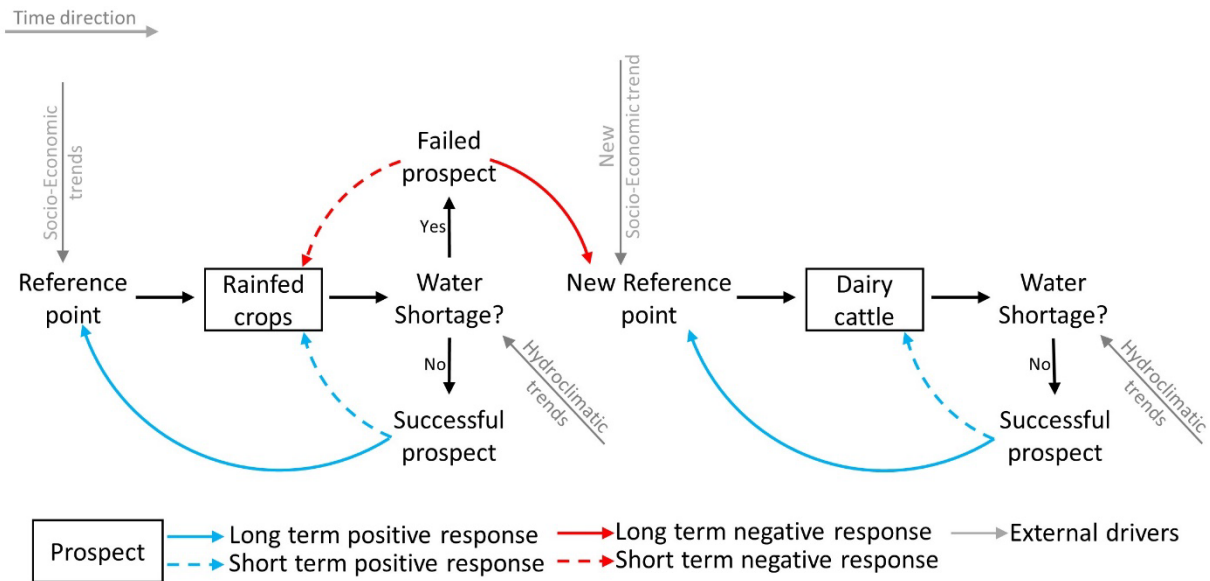 Time direction
Socio-Economic
trends
New
Socio-Economic trend
Failed
prospect
Yes
Reference
point
Rainfed
crops
Water
Shortage?
New Reference
point
Dairy
cattle
Water
Shortage?
No
Hydroclimatic
trends
No
Hydroclimatic
trends
Successful
prospect
Successful
prospect
Prospect
Long term positive response
Long term negative response
External drivers
Short term positive response
Short term negative response